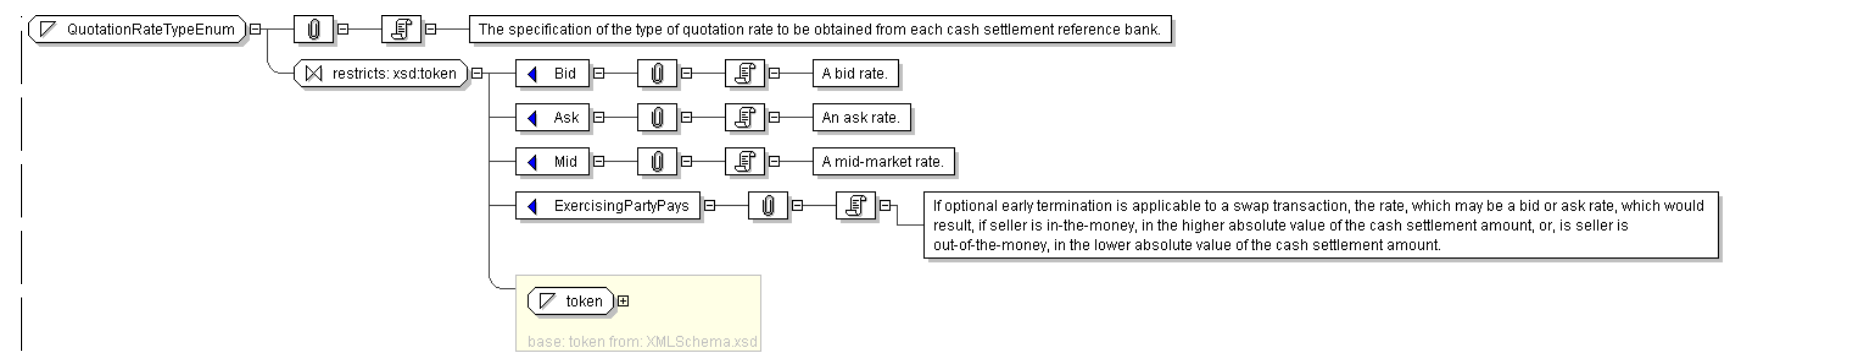 QuotationRateTypeEnum
The specification of the type of quotation rate to be obtained from each cash settlement reference bank.
restricts: xsd:token
Bid
A bid rate.
Ask
An ask rate.
Mid
A mid-market rate.
ExercisingPartyPays
If optional early termination is applicable to a swap transaction, the rate, which may be a bid or ask rate, which would
result, if seller is in-the-money, in the higher absolute value of the cash settlement amount, or, is seller is
out-of-the-money, in the lower absolute value of the cash settlement amount.
token
base: token from: XMLSchema.xsd